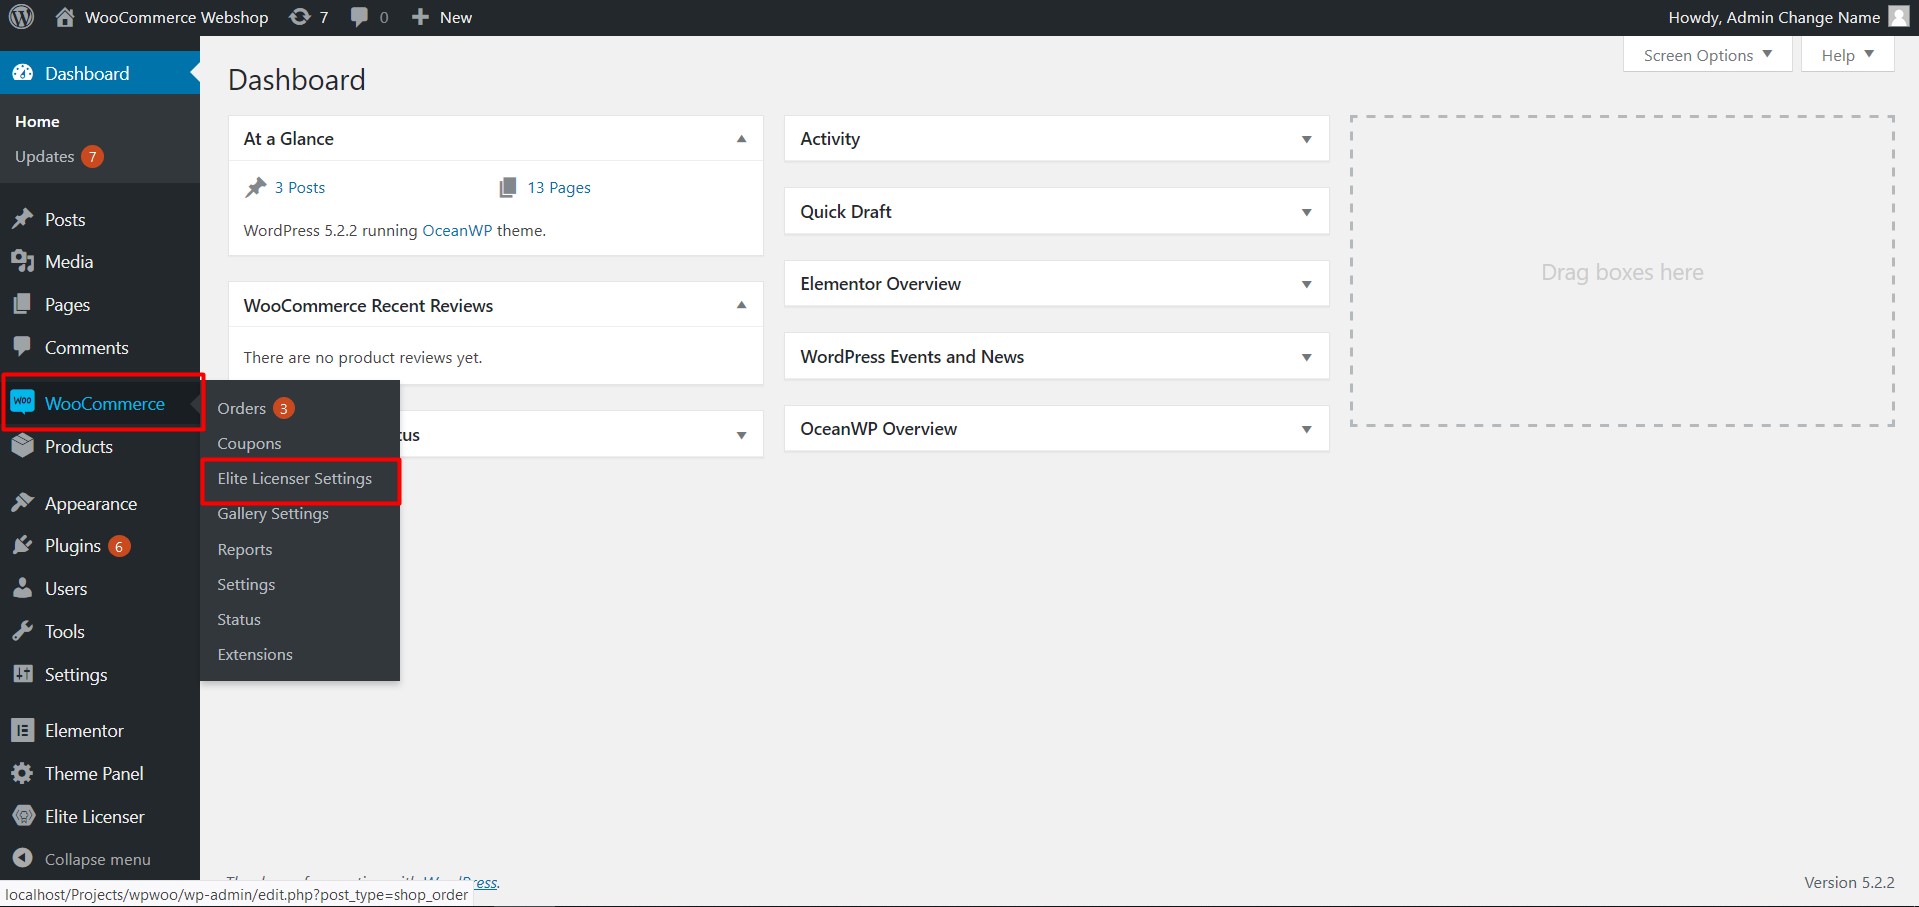 WooCommerce Webshop 7 0 New
Howdy, Admin Change Name
Dashboard
Home
Updates 7
Posts
Media
Pages
Comments
WOO WooCommerce
Products
Appearance
Plugins 6
Users
Tools
Settings
Elementor
Theme Panel
Elite Licenser
Collapse menu
Orders 3
Coupons
Elite Licenser Settings
Gallery Settings
Reports
Settings
Status
Extensions
Screen Options
Help
Dashboard
At a Glance
3 Posts
13 Pages
WordPress 5.2.2 running OceanWP theme.
WooCommerce Recent Reviews
There are no product reviews yet.
tus
Activity
Quick Draft
Elementor Overview
WordPress Events and News
OceanWP Overview
Drag boxes here
Version 5.2.2
localhost/Projects/wpwoo/wp-admin/edit.php?post_type=shop_order